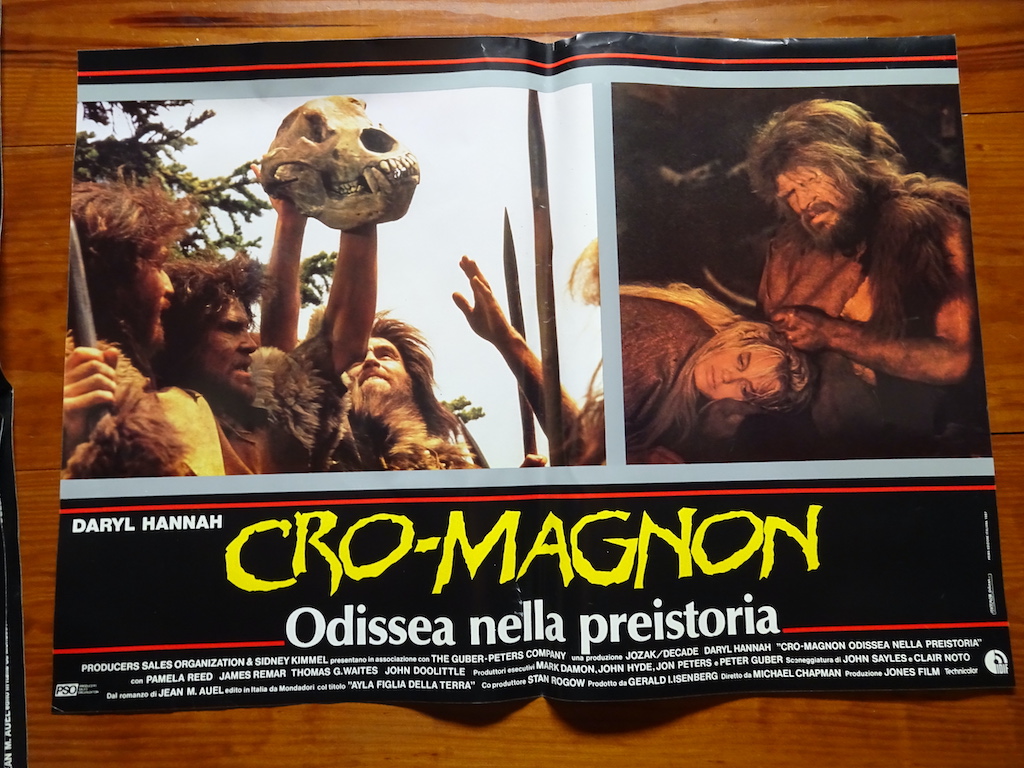 DARYL HANNAH
CRO-MAGNON
Odissea nella preistoria
PRODUCERS SALES ORGANIZATION & SIDNEY KIMMEL presentano in associazione con THE GUBER-PETERS COMPANY una produzione JOZAK/DECADE DARYL HANNAH "CRO-MAGNON ODISSEA NELLA PREISTORIA"
con PAMELA REED JAMES REMAR THOMAS G. WAITES JOHN DOOLITTLE Produttori esecutivi MARK DAMON, JOHN HYDE, JON PETERS e PETER GUBER Sceneggiatura di JOHN SAYLES e CLAIR NOTO
PSO Dal romanzo di JEAN M. AUEL edito in Italia da Mondadori col titolo "AYLA FIGLIA DELLA TERRA" Co produttore STAN ROGOW Prodotto da GERALD I. ISENBERG Diretto da MICHAEL CHAPMAN Produzione JONES FILM Technicolor